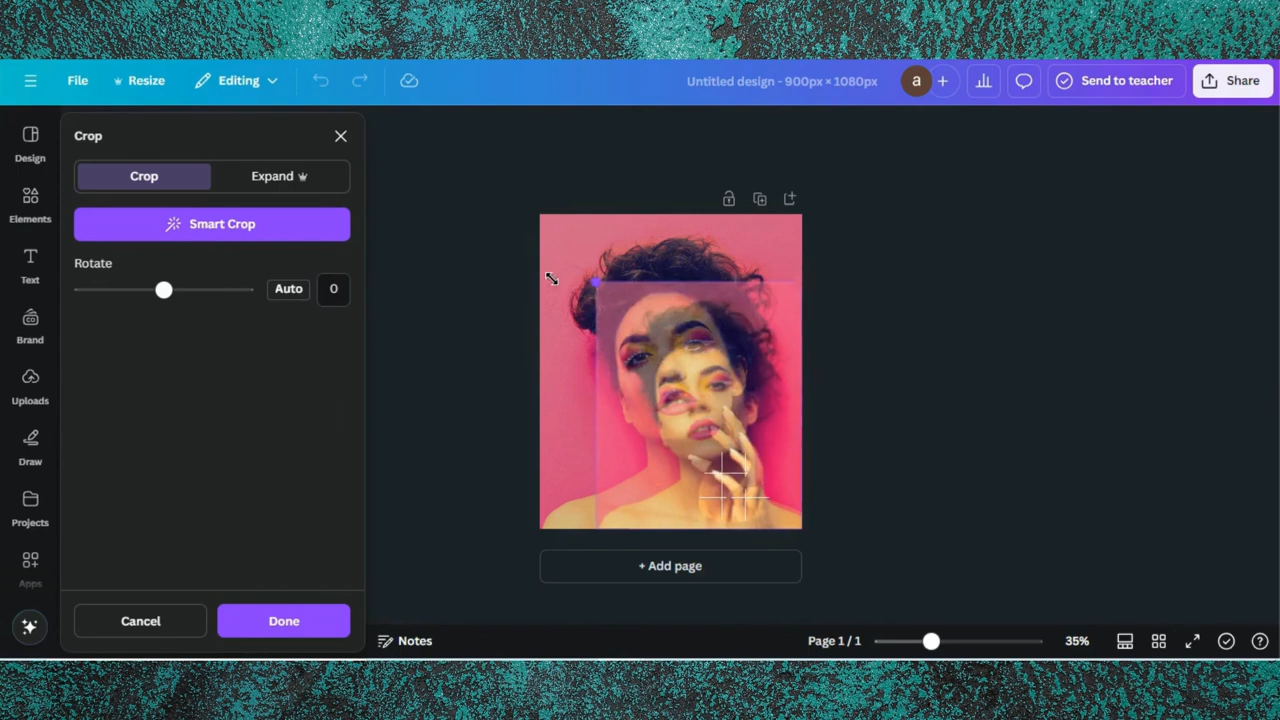 File
Resize
Editing
Untitled design - 900px × 1080px
a
Send to teacher
Share
Design
Elements
Text
Brand
Uploads
Draw
Projects
Apps
Crop
Crop
Expand
Smart Crop
Rotate
Auto
0
Cancel
Done
+ Add page
Notes
Page 1 / 1
35%